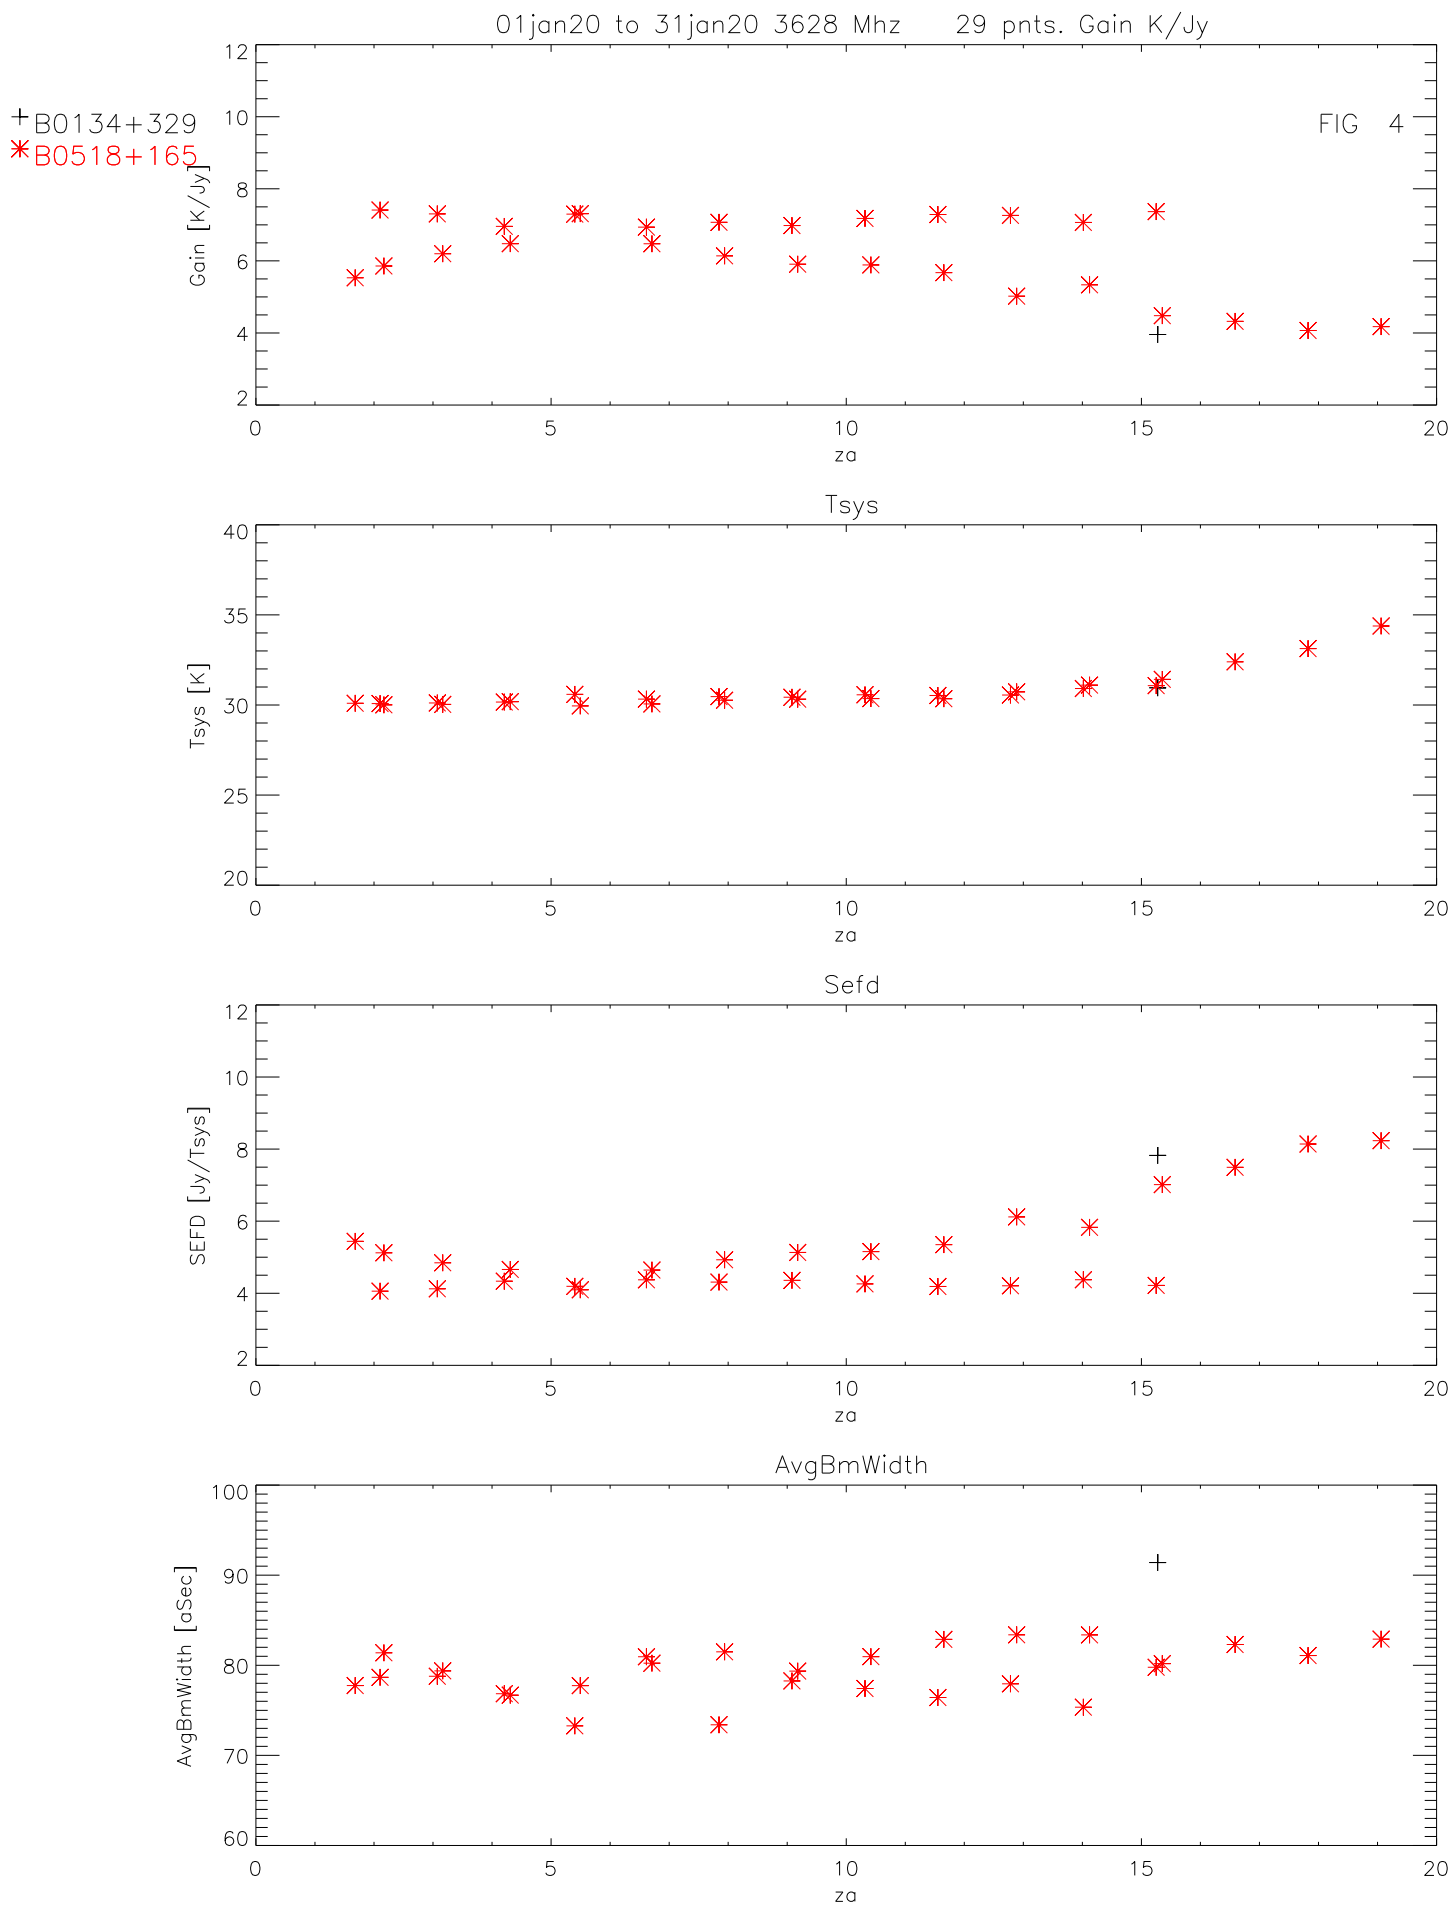 01jan20 to 31jan20 3628 Mhz 29 pnts. Gain K/Jy
B0134+329
B0518+165
FIG 4
Gain [K/Jy]
12
10
8
6
4
2
0 5 10 15 20
za
Tsys
Tsys [K]
40
35
30
25
20
0 5 10 15 20
za
Sefd
SEFD [Jy/Tsys]
12
10
8
6
4
2
0 5 10 15 20
za
AvgBmWidth
AvgBmWidth [aSec]
100
90
80
70
60
0 5 10 15 20
za